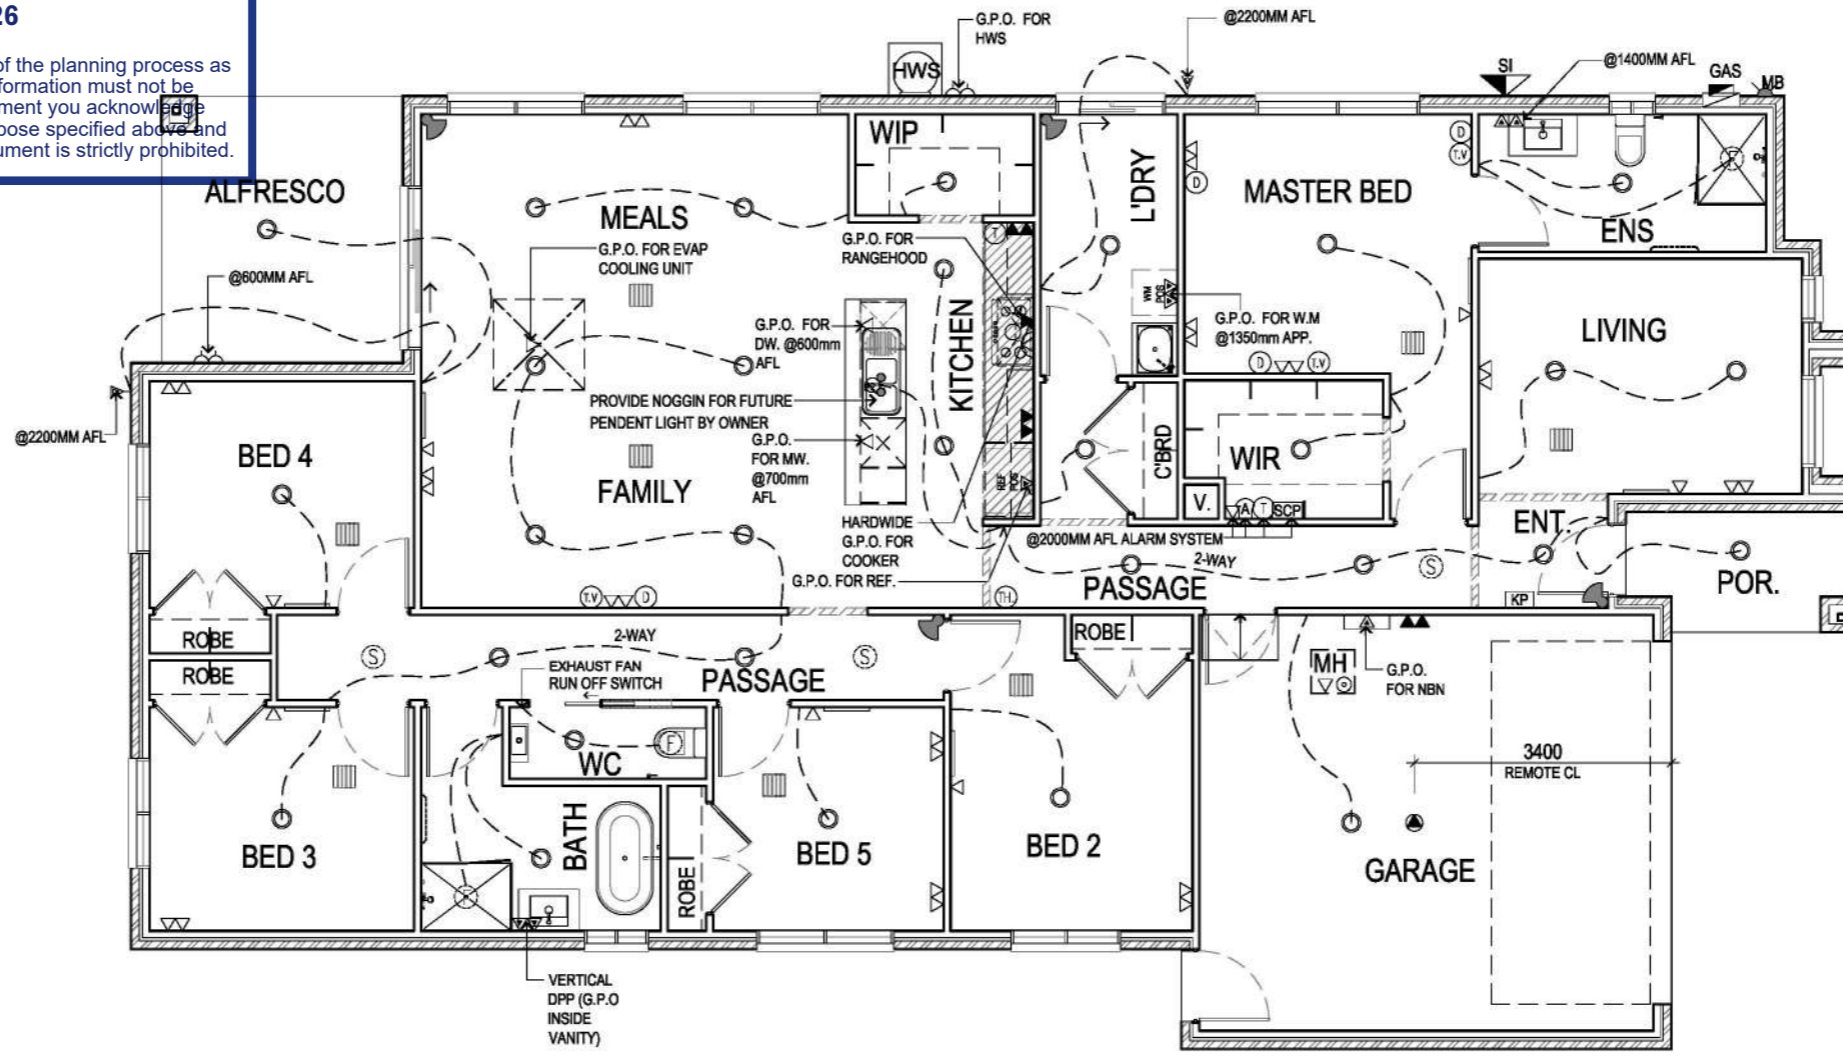 26
of the planning process as
formation must not be
ment you acknowledge
pose specified above and
ument is strictly prohibited.
G.P.O. FOR
HWS
@2200MM AFL
HWS
SI
@1400MM AFL
GAS
MB
ALFRESCO
MEALS
WIP
L'DRY
MASTER BED
D
T.V
D
F
ENS
G.P.O. FOR EVAP
COOLING UNIT
G.P.O. FOR
RANGEHOOD
T
@600MM AFL
KITCHEN
WM
POS
G.P.O. FOR W.M
@1350mm APP.
D
T.V
LIVING
G.P.O. FOR
DW. @600mm
AFL
PROVIDE NOGGIN FOR FUTURE
PENDENT LIGHT BY OWNER
@2200MM AFL
BED 4
FAMILY
G.P.O.
FOR MW.
@700mm
AFL
REF
POS
C'BRD
WIR
V.
A
T
SCP
ENT.
HARDWIDE
G.P.O. FOR
COOKER
@2000MM AFL ALARM SYSTEM
2-WAY
S
G.P.O. FOR REF.
T.V
D
TH.
PASSAGE
KP
POR.
ROBE
ROBE
S
2-WAY
S
PASSAGE
EXHAUST FAN
RUN OFF SWITCH
ROBE
MH
G.P.O.
FOR NBN
WC
F
3400
REMOTE CL
BED 3
BATH
F
ROBE
BED 5
BED 2
GARAGE
VERTICAL
DPP (G.P.O
INSIDE
VANITY)